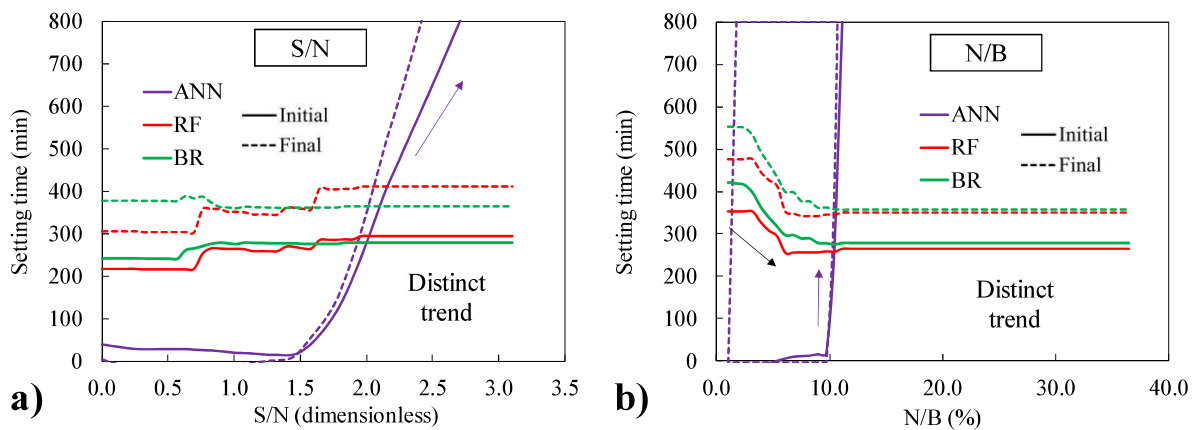 S/N
ANN
RF
BR
Initial
Final
Distinct
trend
Setting time (min)
800
700
600
500
400
300
200
100
0
0.0 0.5 1.0 1.5 2.0 2.5 3.0 3.5
S/N (dimensionless)
a)
N/B
ANN
RF
BR
Initial
Final
Distinct
trend
Setting time (min)
800
700
600
500
400
300
200
100
0
0.0 10.0 20.0 30.0 40.0
N/B (%)
b)